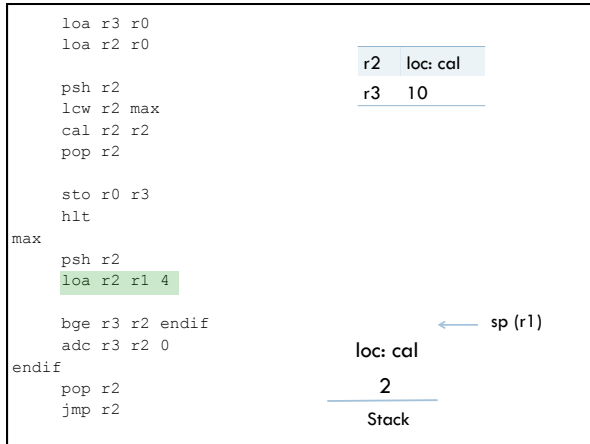 loa r3 r0
loa r2 r0
psh r2
lcw r2 max
cal r2 r2
pop r2
sto r0 r3
hlt
max
psh r2
loa r2 r1 4
bge r3 r2 endif
adc r3 r2 0
endif
pop r2
jmp r2
r2 loc: cal
r3 10
sp (r1)
loc: cal
2
Stack